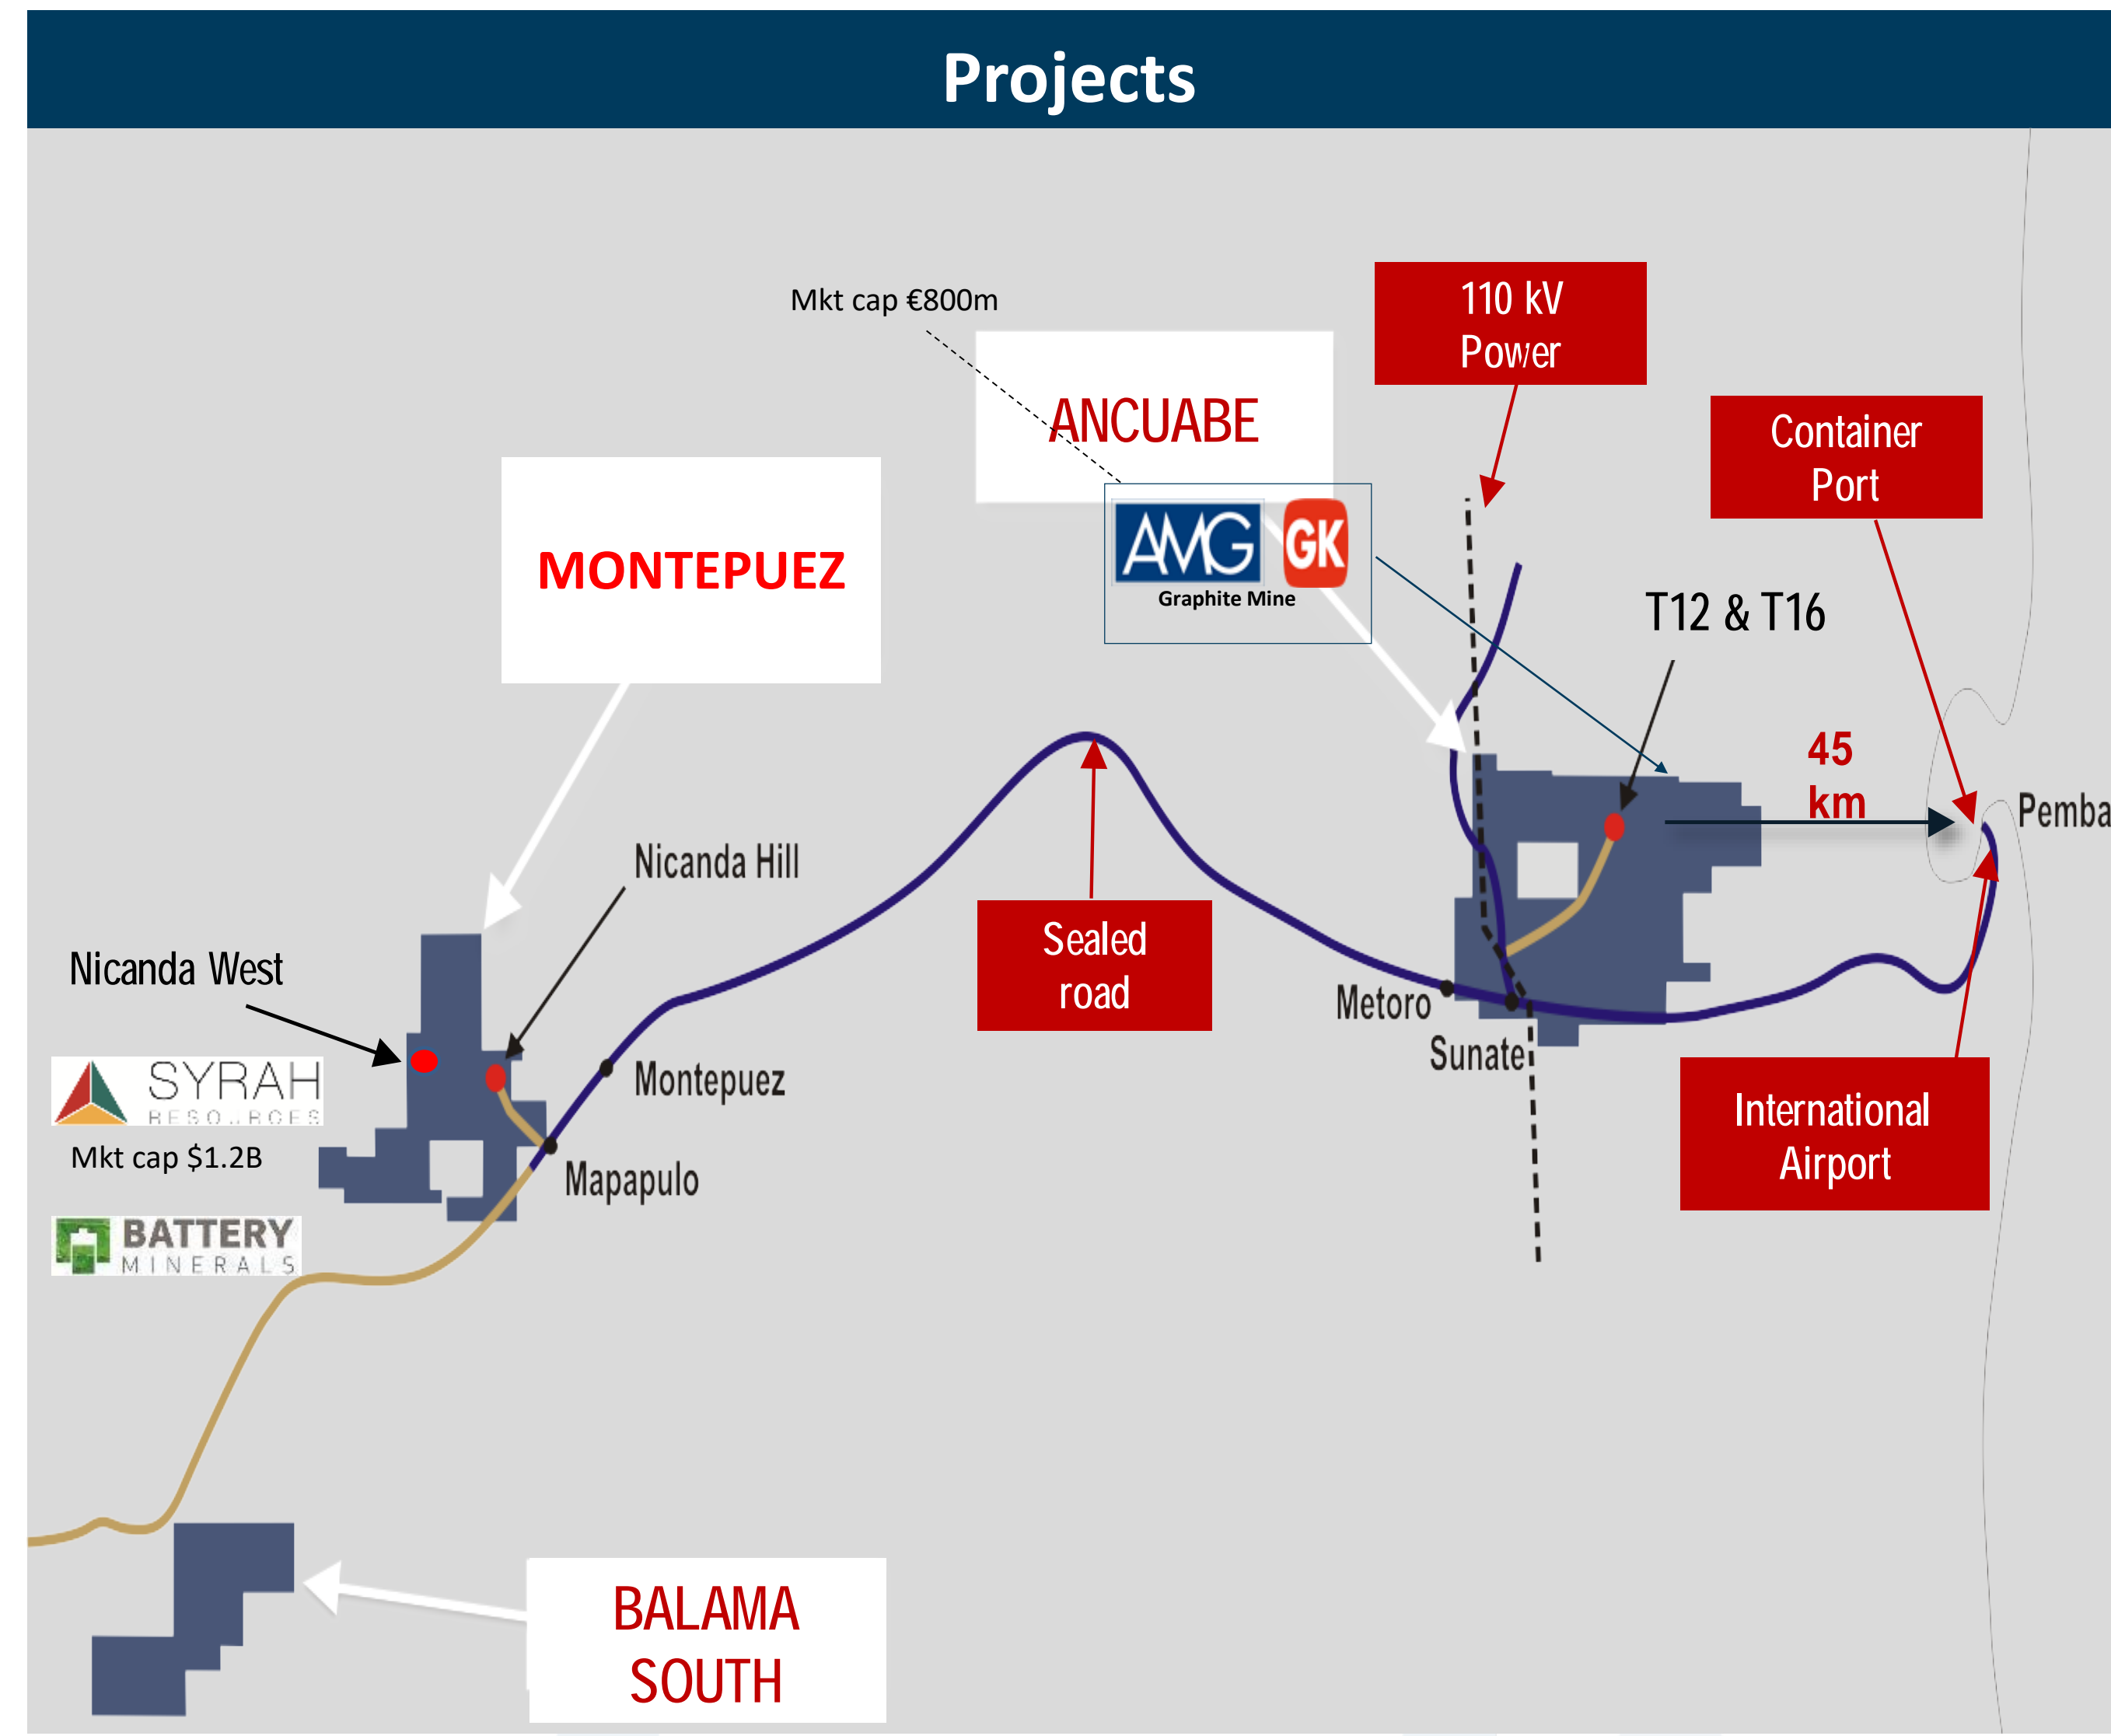 Projects
Mkt cap €800m
110 kV
Power
ANCUABE
Container
Port
MONTEPUEZ
AMG
GK
Graphite Mine
T12 & T16
45
km
Pemba
Nicanda Hill
Sealed
road
Nicanda West
Metoro
Sunate
SYRAH
RESOURCES
Montepuez
International
Airport
Mkt cap $1.2B
Mapapulo
BATTERY
MINERALS
BALAMA
SOUTH